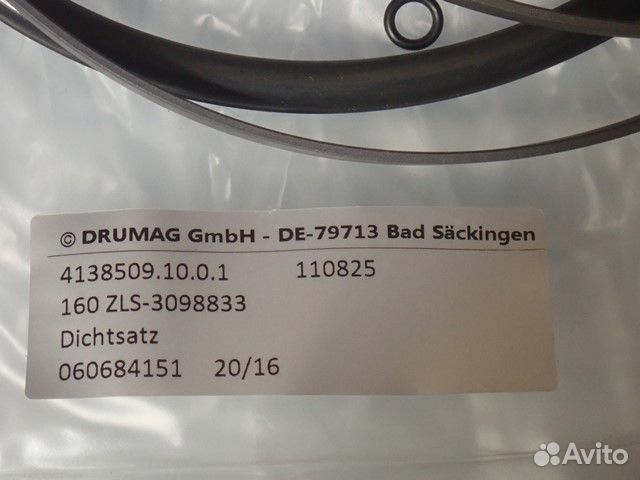 © DRUMAG GmbH - DE-79713 Bad Säckingen
4138509.10.0.1 110825
160 ZLS-3098833
Dichtsatz
060684151 20/16
Avito